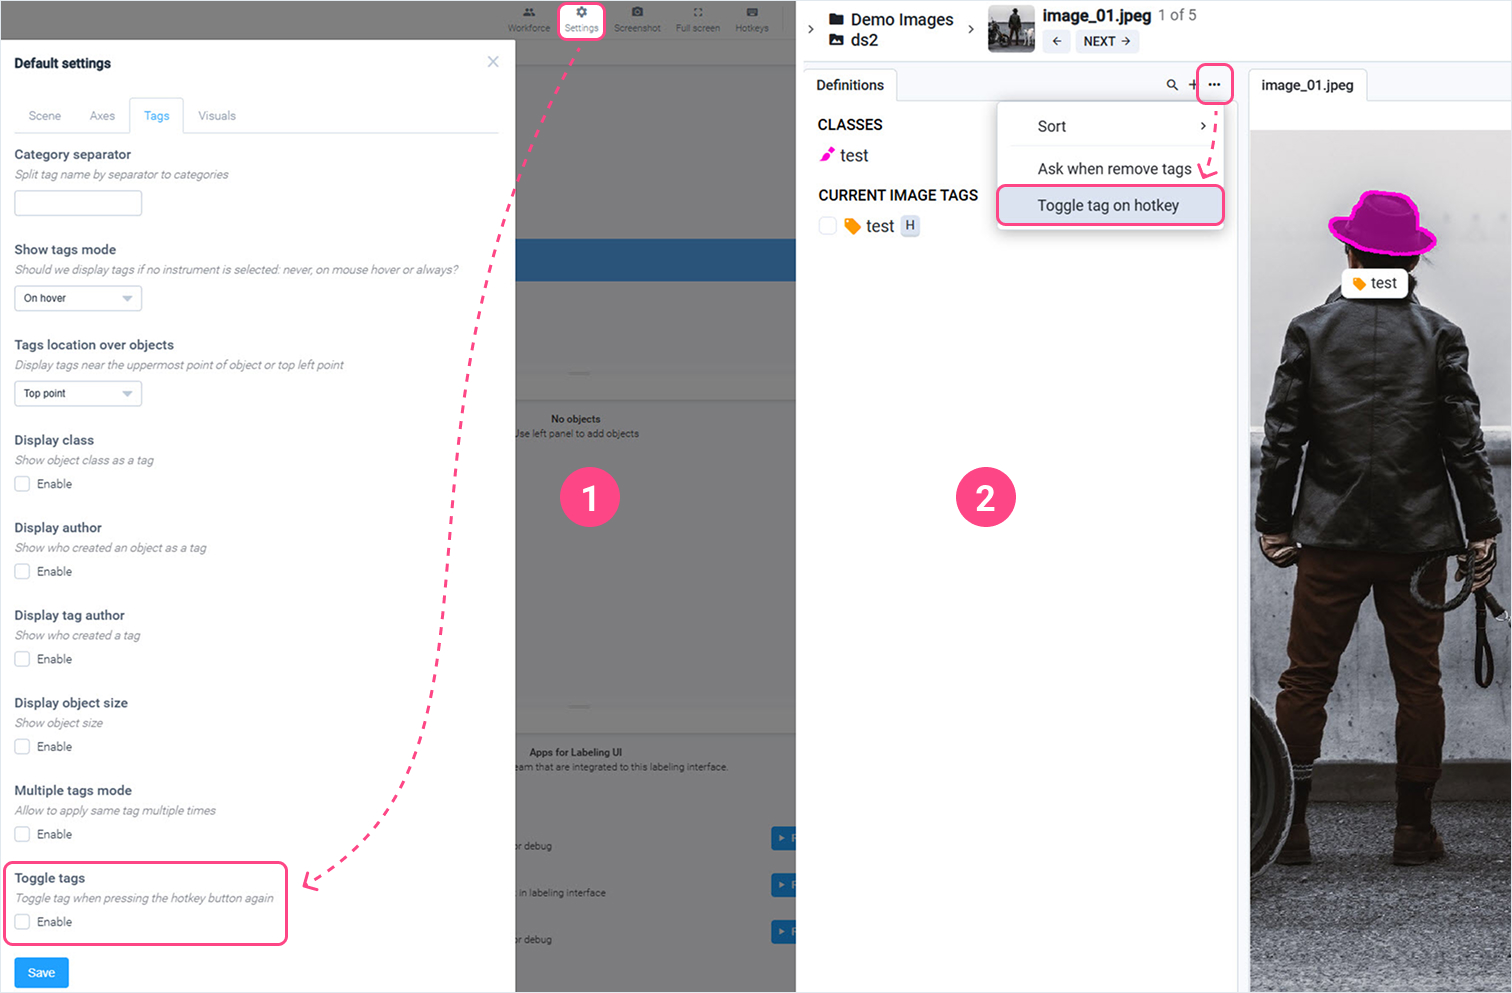 Workforce
Settings
Screenshot
Full screen
Hotkeys
Default settings
Scene
Axes
Tags
Visuals
Category separator
Split tag name by separator to categories
Show tags mode
Should we display tags if no instrument is selected: never, on mouse hover or always?
On hover
Tags location over objects
Display tags near the uppermost point of object or top left point
Top point
Display class
Show object class as a tag
Enable
Display author
Show who created an object as a tag
Enable
Display tag author
Show who created a tag
Enable
Display object size
Show object size
Enable
Multiple tags mode
Allow to apply same tag multiple times
Enable
Toggle tags
Toggle tag when pressing the hotkey button again
Enable
Save
No objects
Use left panel to add objects
1
Apps for Labeling UI
eam that are integrated to this labeling interface.
or debug
in labeling interface
or debug
Demo Images
ds2
image_01.jpeg 1 of 5
← NEXT →
Definitions
CLASSES
test
CURRENT IMAGE TAGS
test H
Sort
Ask when remove tags
Toggle tag on hotkey
2
image_01.jpeg
test